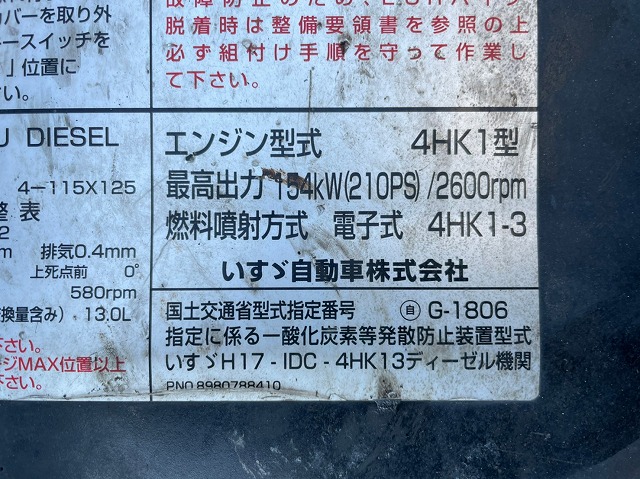 を取り外
ースイッチを
」位置に
い。
脱着時は整備要領書を参照の上
必ず組付け手順を守って作業し
て下さい。
DIESEL
エンジン型式 4HK1型
最高出力 154kW(210PS)/2600rpm
4−115X125
燃料噴射方式 電子式 4HK1-3
整 表
排気0.4mm
上死点前 0°
いすゞ自動車株式会社
580rpm
換量含み) 13.0L
国土交通省型式指定番号 自 G-1806
指定に係る一酸化炭素等発散防止装置型式
いすゞH17-IDC-4HK13ディーゼル機関
下さい。
ジMAX位置以上
下さい。
PNO.8980788410